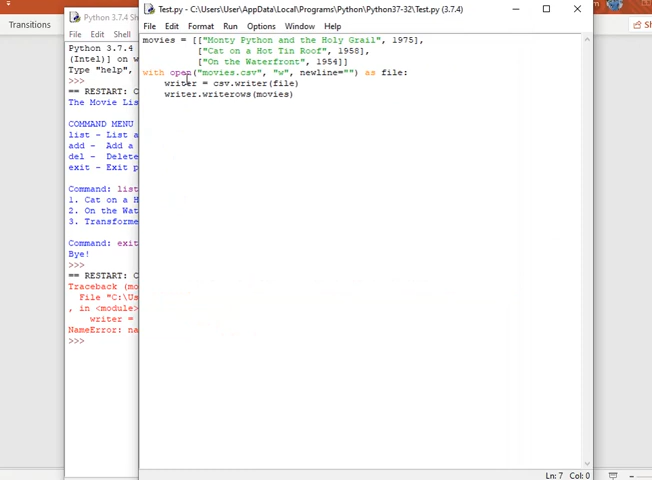 Transitions
Python 3.7.4 Sh
File Edit Shell
Python 3.7.4
(Intel)] on w
Type "help",
>>>
== RESTART: C
The Movie Lis
COMMAND MENU
list - List a
add - Add a
del - Delete
exit - Exit p
Command: list
1. Cat on a H
2. On the Wat
3. Transforme
Command: exit
Bye!
>>>
== RESTART: C
Traceback (mo
File "C:\Us
, in <module>
writer =
NameError: na
>>>
Test.py - C:\Users\User\AppData\Local\Programs\Python\Python37-32\Test.py (3.7.4)
File Edit Format Run Options Window Help
movies = [["Monty Python and the Holy Grail", 1975],
["Cat on a Hot Tin Roof", 1958],
["On the Waterfront", 1954]]
with open("movies.csv", "w", newline="") as file:
writer = csv.writer(file)
writer.writerows(movies)
Ln: 7 Col: 0